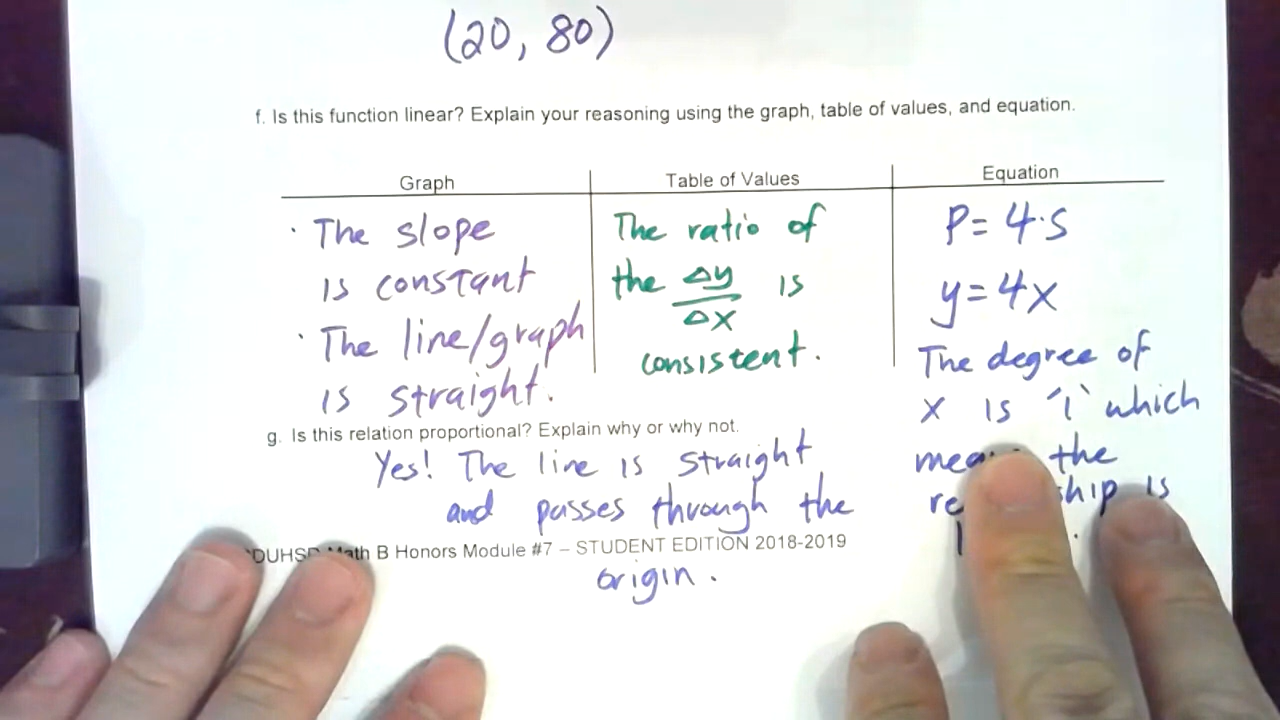 (20, 80)
f. Is this function linear? Explain your reasoning using the graph, table of values, and equation.
Graph
· The slope
is constant
· The line/graph
is straight.
Table of Values
The ratio of
the Δy/Δx is
consistent.
Equation
P = 4·s
y = 4x
The degree of
x is '1' which
the
is
g. Is this relation proportional? Explain why or why not.
Yes! The line is straight
and passes through the
origin.
Math B Honors Module #7 – STUDENT EDITION 2018-2019